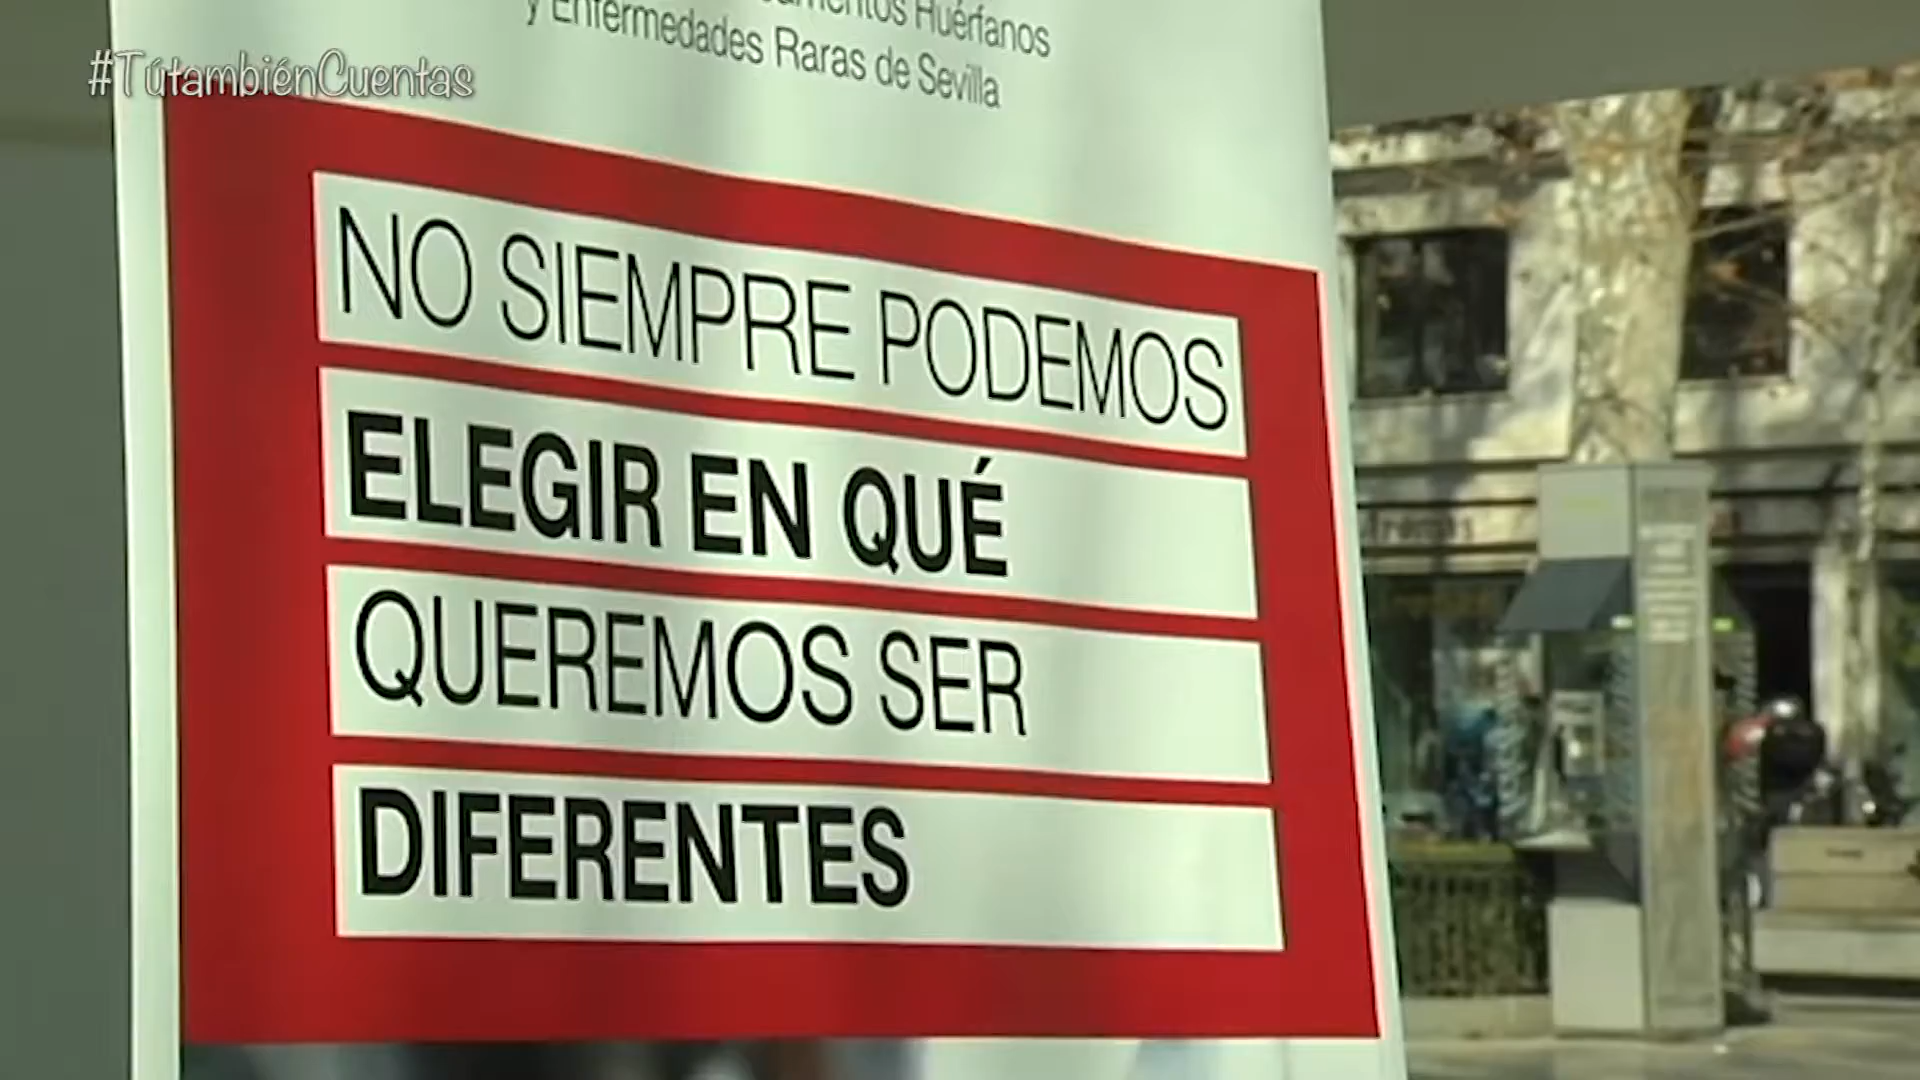 y Enfermedades Raras de Sevilla
Huérfanos
#TútambiénCuentas
NO SIEMPRE PODEMOS
ELEGIR EN QUÉ
QUEREMOS SER
DIFERENTES